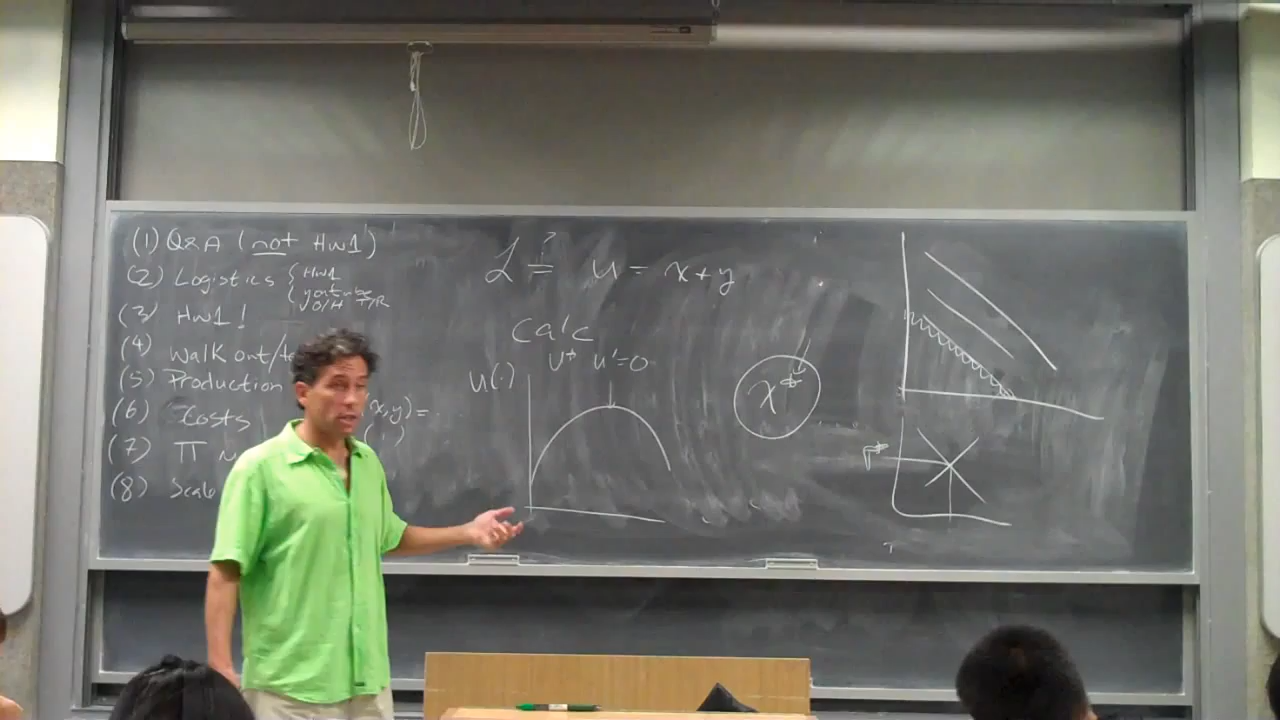 (1) Q&A (not HW1)
(2) Logistics { HW1
youtube
O/H T/R
(3) HW1!
(4) Walk out/te
(5) Production
(6) Costs
(7) π
(8) Scale
(x,y) =
ℒ =? u = x+y
Calc
u'=0
u(·)
x*
P*